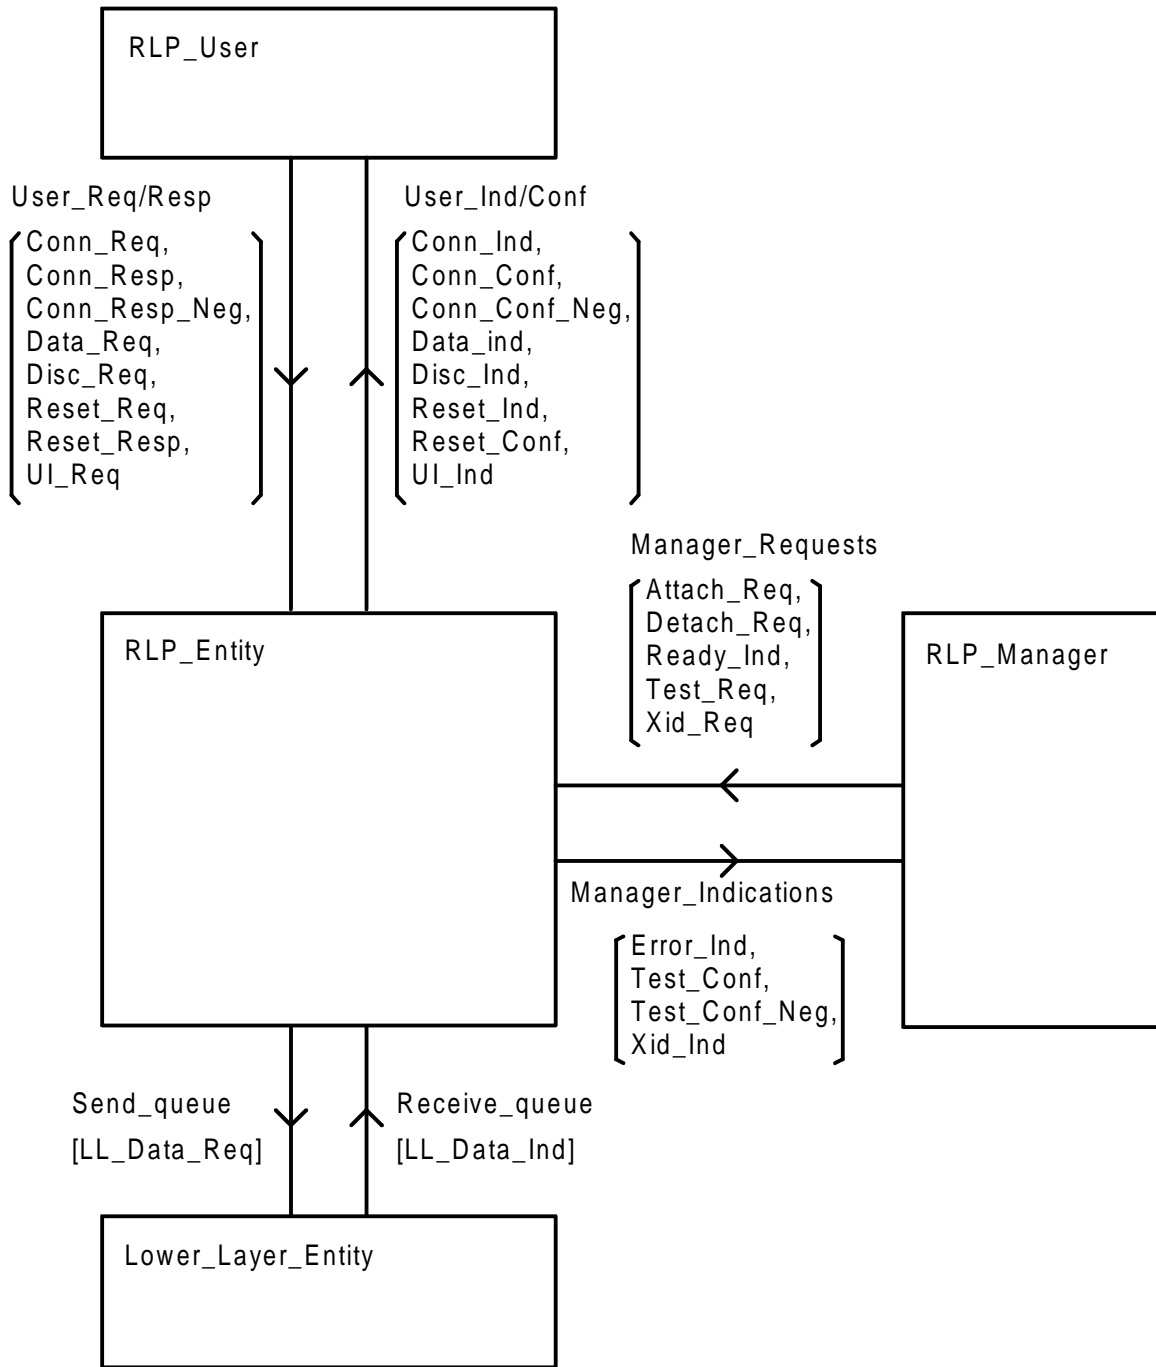 RLP_User
User_Req/Resp
Conn_Req,
Conn_Resp,
Conn_Resp_Neg,
Data_Req,
Disc_Req,
Reset_Req,
Reset_Resp,
UI_Req
User_Ind/Conf
Conn_Ind,
Conn_Conf,
Conn_Conf_Neg,
Data_ind,
Disc_Ind,
Reset_Ind,
Reset_Conf,
UI_Ind
Manager_Requests
Attach_Req,
Detach_Req,
Ready_Ind,
Test_Req,
Xid_Req
RLP_Entity
RLP_Manager
Manager_Indications
Error_Ind,
Test_Conf,
Test_Conf_Neg,
Xid_Ind
Send_queue
[LL_Data_Req]
Receive_queue
[LL_Data_Ind]
Lower_Layer_Entity